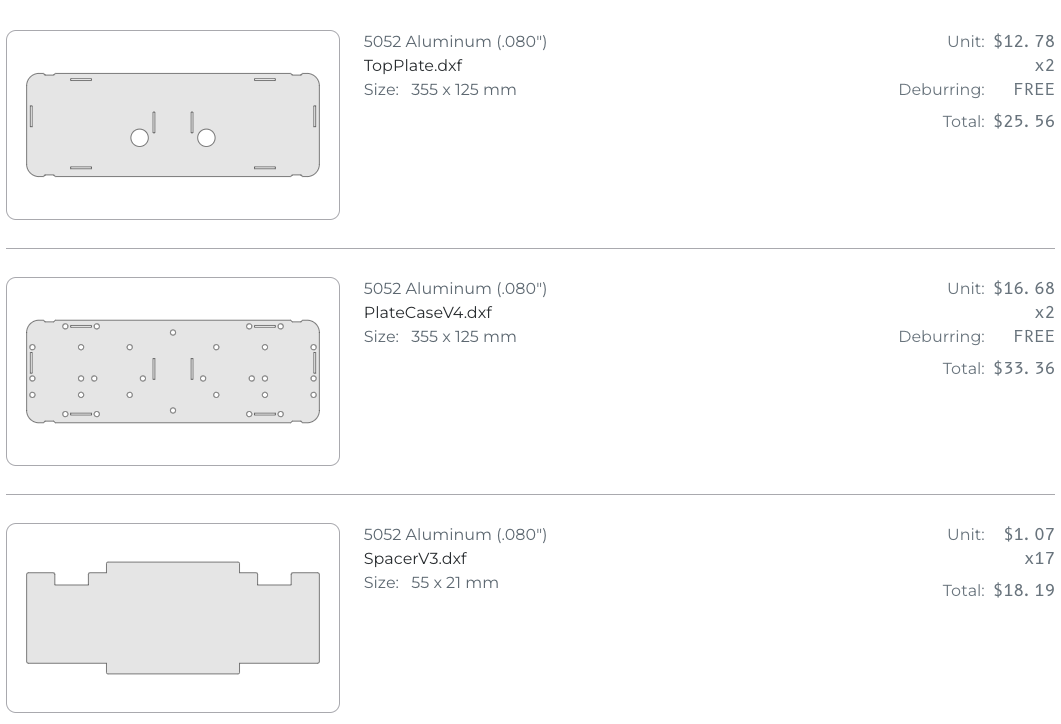 5052 Aluminum (.080") Unit: $12.78
TopPlate.dxf x2
Size: 355 x 125 mm Deburring: FREE
Total: $25.56
5052 Aluminum (.080") Unit: $16.68
PlateCaseV4.dxf x2
Size: 355 x 125 mm Deburring: FREE
Total: $33.36
5052 Aluminum (.080") Unit: $1.07
SpacerV3.dxf x17
Size: 55 x 21 mm Total: $18.19